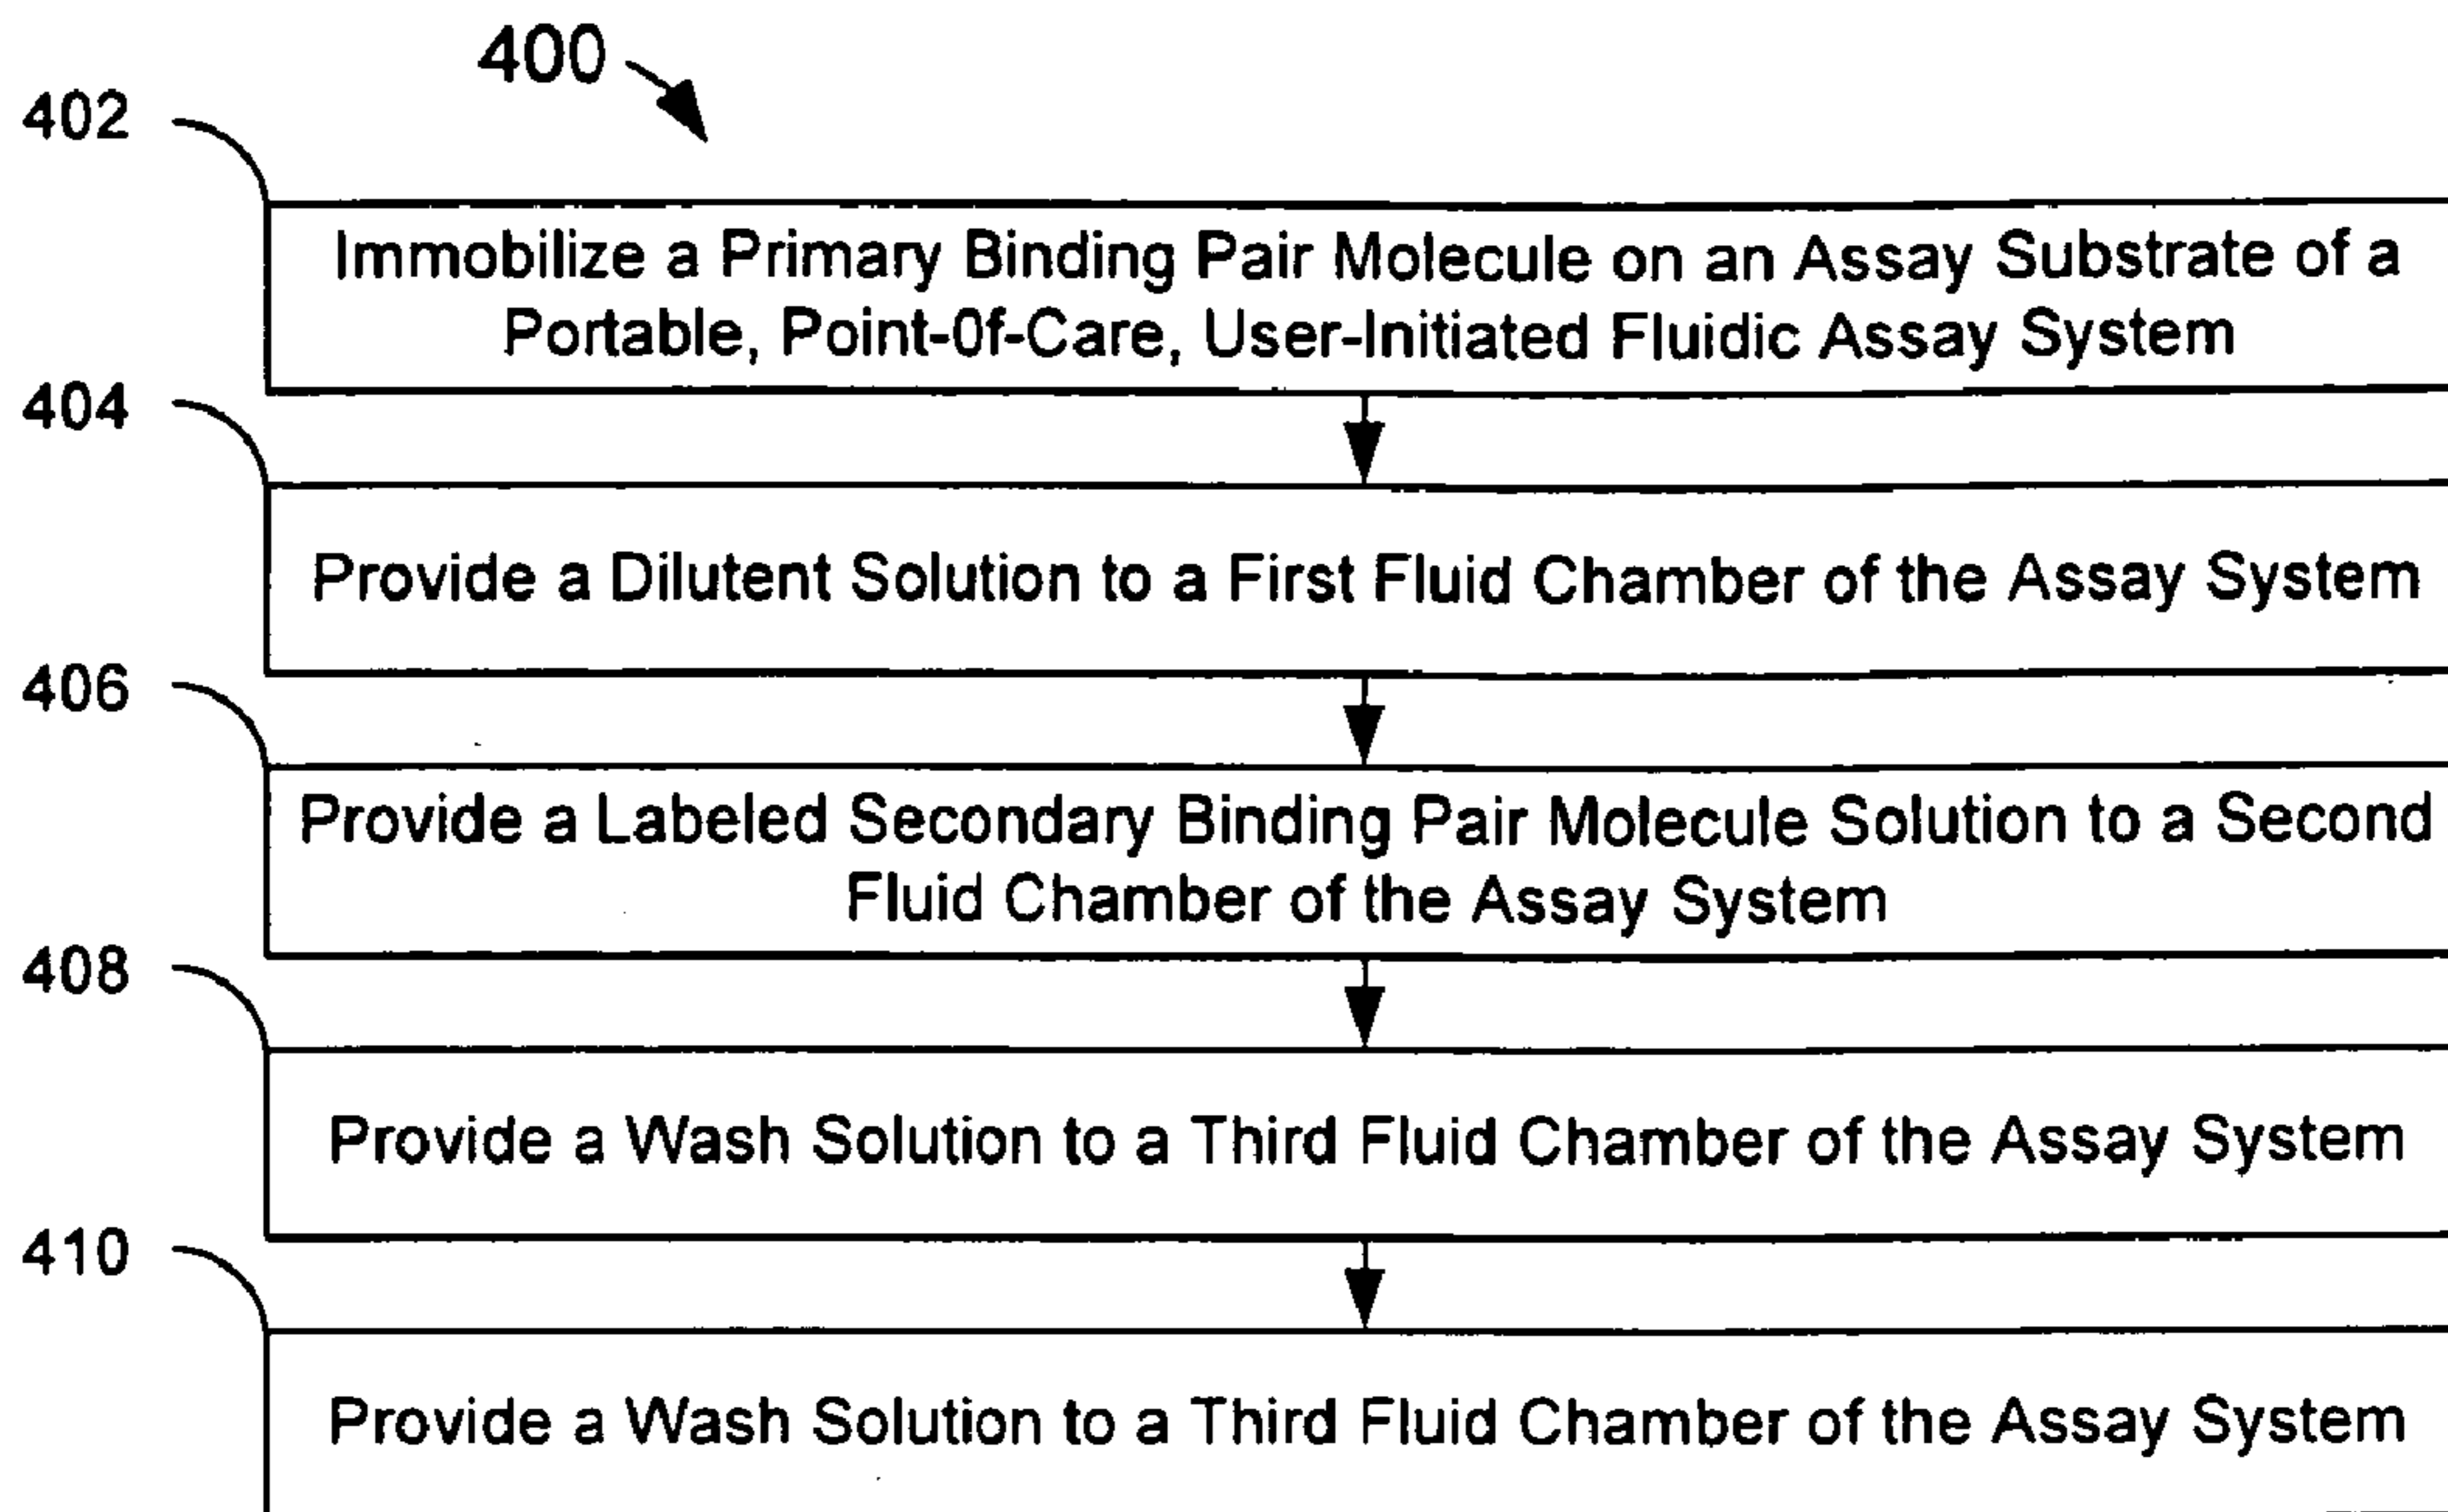 400
402
Immobilize a Primary Binding Pair Molecule on an Assay Substrate of a
Portable, Point-0f-Care, User-Initiated Fluidic Assay System
404
Provide a Dilutent Solution to a First Fluid Chamber of the Assay System
406
Provide a Labeled Secondary Binding Pair Molecule Solution to a Second
Fluid Chamber of the Assay System
408
Provide a Wash Solution to a Third Fluid Chamber of the Assay System
410
Provide a Wash Solution to a Third Fluid Chamber of the Assay System